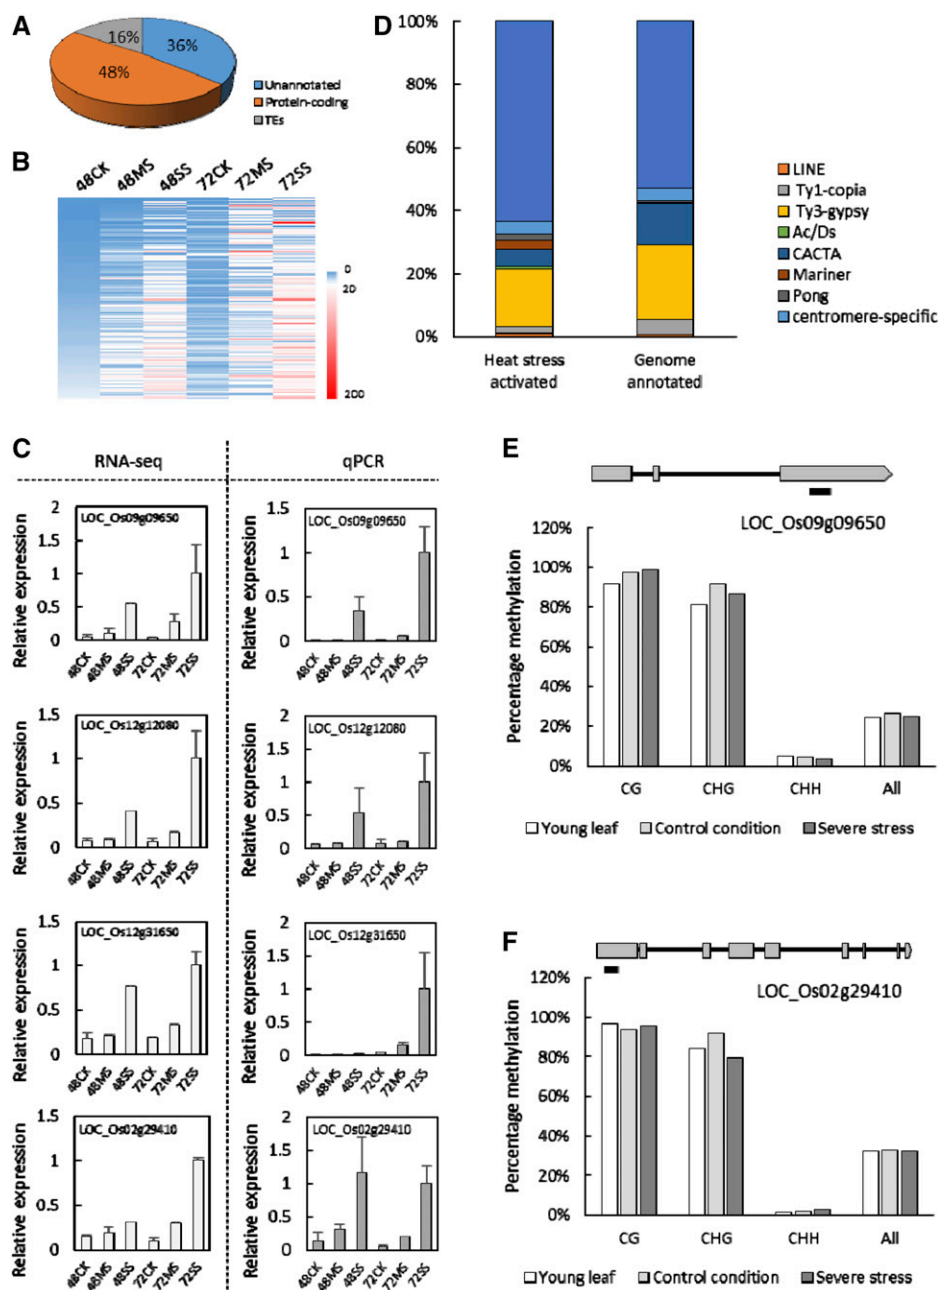 A
16%
36%
48%
Unannotated
Protein-coding
TEs
B
48CK 48MS 48SS 72CK 72MS 72SS
0
20
200
C
RNA-seq
qPCR
2
1.5
1
0.5
0
Relative expression
LOC_Os09g09650
48CK 48MS 48SS 72CK 72MS 72SS
1.5
1
0.5
0
Relative expression
LOC_Os09g09650
48CK 48MS 48SS 72CK 72MS 72SS
1.5
1
0.5
0
Relative expression
LOC_Os12g12080
48CK 48MS 48SS 72CK 72MS 72SS
2
1.5
1
0.5
0
Relative expression
LOC_Os12g12080
48CK 48MS 48SS 72CK 72MS 72SS
1.5
1
0.5
0
Relative expression
LOC_Os12g31650
48CK 48MS 48SS 72CK 72MS 72SS
2
1.5
1
0.5
0
Relative expression
LOC_Os12g31650
48CK 48MS 48SS 72CK 72MS 72SS
1.5
1
0.5
0
Relative expression
LOC_Os02g29410
48CK 48MS 48SS 72CK 72MS 72SS
2
1.5
1
0.5
0
Relative expression
LOC_Os02g29410
48CK 48MS 48SS 72CK 72MS 72SS
D
100%
80%
60%
40%
20%
0%
Heat stress
activated
Genome
annotated
LINE
Ty1-copia
Ty3-gypsy
Ac/Ds
CACTA
Mariner
Pong
centromere-specific
E
LOC_Os09g09650
120%
100%
80%
60%
40%
20%
0%
Percentage methylation
CG CHG CHH All
Young leaf Control condition Severe stress
F
LOC_Os02g29410
120%
100%
80%
60%
40%
20%
0%
Percentage methylation
CG CHG CHH All
Young leaf Control condition Severe stress